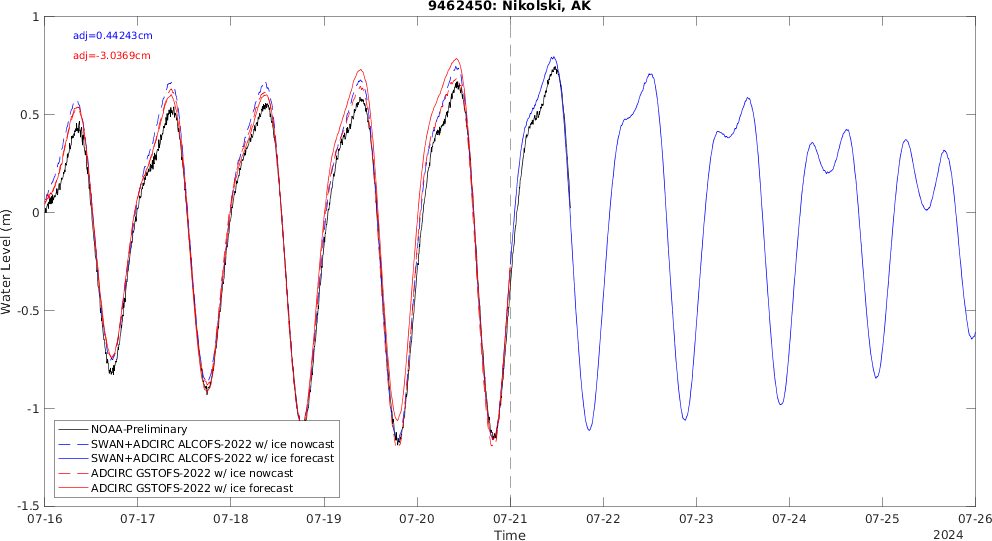 9462450: Nikolski, AK
adj=0.44243cm
adj=-3.0369cm
Water Level (m)
1
0.5
0
-0.5
-1
-1.5
NOAA-Preliminary
SWAN+ADCIRC ALCOFS-2022 w/ ice nowcast
SWAN+ADCIRC ALCOFS-2022 w/ ice forecast
ADCIRC GSTOFS-2022 w/ ice nowcast
ADCIRC GSTOFS-2022 w/ ice forecast
07-16 07-17 07-18 07-19 07-20 07-21 07-22 07-23 07-24 07-25 07-26
Time
2024